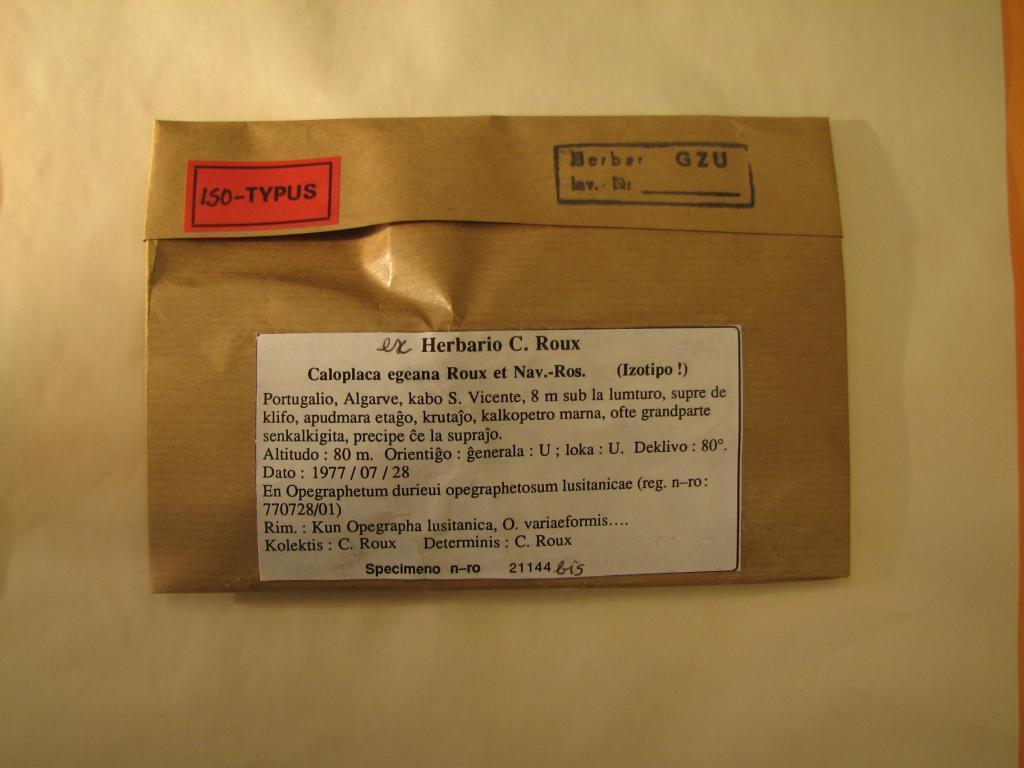 ISO-TYPUS
Herbar GZU
Inv. Nr.
ex Herbario C. Roux
Caloplaca egeana Roux et Nav.-Ros. (Izotipo !)
Portugalio, Algarve, kabo S. Vicente, 8 m sub la lumturo, supre de
klifo, apudmara etaĝo, krutaĵo, kalkopetro marna, ofte grandparte
senkalkigita, precipe ĉe la supraĵo.
Altitudo : 80 m. Orientiĝo : ĝenerala : U ; loka : U. Deklivo : 80°.
Dato : 1977 / 07 / 28
En Opegraphetum durieui opegraphetosum lusitanicae (reg. n–ro:
770728/01)
Rim. : Kun Opegrapha lusitanica, O. variaeformis....
Kolektis : C. Roux Determinis : C. Roux
Specimeno n–ro 21144 bis